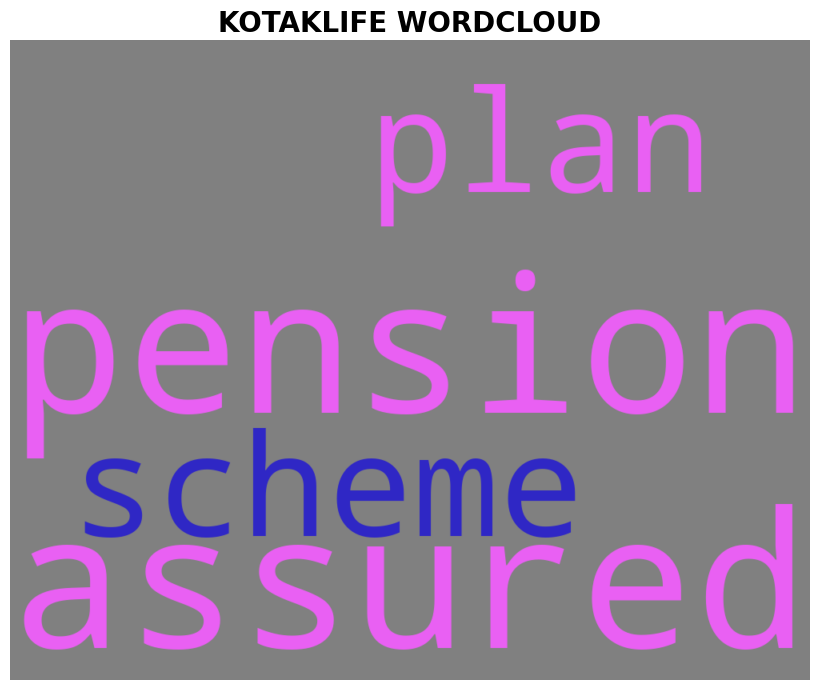 KOTAKLIFE WORDCLOUD
plan
pension
scheme
assured